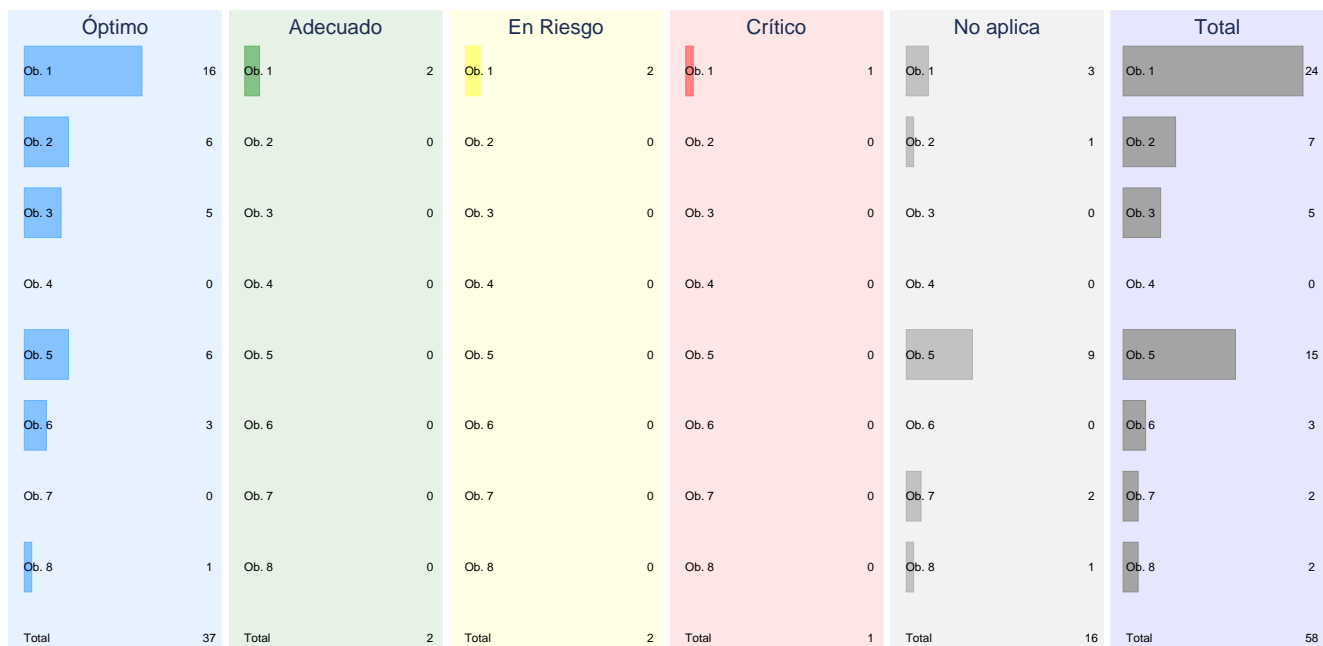 Óptimo Adecuado En Riesgo Crítico No aplica Total
Ob. 1 16 Ob. 1 2 Ob. 1 2 Ob. 1 1 Ob. 1 3 Ob. 1 24
Ob. 2 6 Ob. 2 0 Ob. 2 0 Ob. 2 0 Ob. 2 1 Ob. 2 7
Ob. 3 5 Ob. 3 0 Ob. 3 0 Ob. 3 0 Ob. 3 0 Ob. 3 5
Ob. 4 0 Ob. 4 0 Ob. 4 0 Ob. 4 0 Ob. 4 0 Ob. 4 0
Ob. 5 6 Ob. 5 0 Ob. 5 0 Ob. 5 0 Ob. 5 9 Ob. 5 15
Ob. 6 3 Ob. 6 0 Ob. 6 0 Ob. 6 0 Ob. 6 0 Ob. 6 3
Ob. 7 0 Ob. 7 0 Ob. 7 0 Ob. 7 0 Ob. 7 2 Ob. 7 2
Ob. 8 1 Ob. 8 0 Ob. 8 0 Ob. 8 0 Ob. 8 1 Ob. 8 2
Total 37 Total 2 Total 2 Total 1 Total 16 Total 58